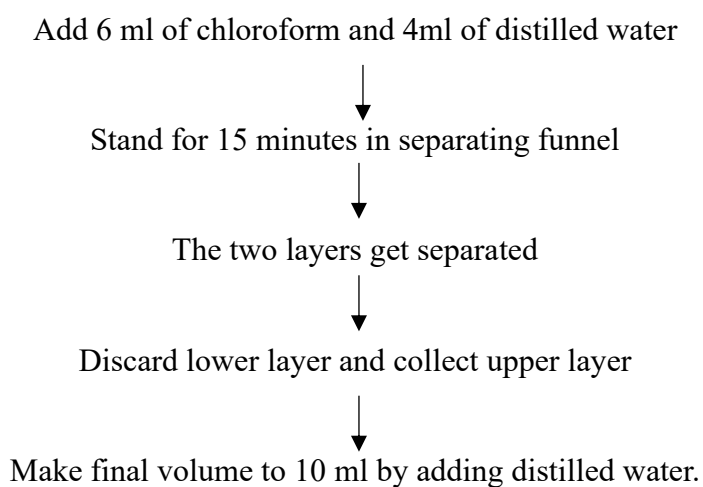 Add 6 ml of chloroform and 4ml of distilled water
Stand for 15 minutes in separating funnel
The two layers get separated
Discard lower layer and collect upper layer
Make final volume to 10 ml by adding distilled water.